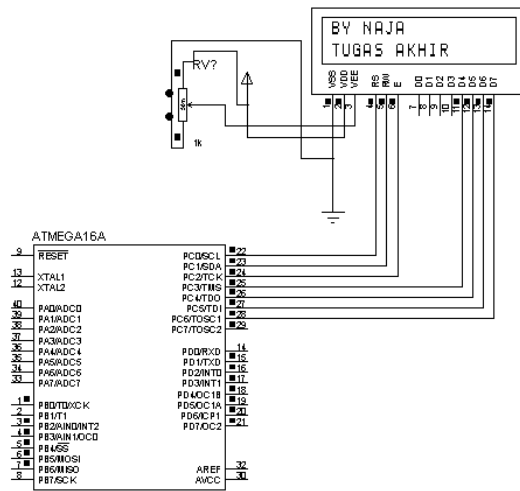 BY NAJA
TUGAS AKHIR
VSS
VDD
VEE
RS
RW
E
D0
D1
D2
D3
D4
D5
D6
D7
1
2
3
4
5
6
7
8
9
10
11
12
13
14
RV?
1k
ATMEGA16A
9 RESET
13 XTAL1
12 XTAL2
40 PA0/ADC0
39 PA1/ADC1
38 PA2/ADC2
37 PA3/ADC3
36 PA4/ADC4
35 PA5/ADC5
34 PA6/ADC6
33 PA7/ADC7
1 PB0/T0/XCK
2 PB1/T1
3 PB2/AIN0/INT2
4 PB3/AIN1/OC0
5 PB4/SS
6 PB5/MOSI
7 PB6/MISO
8 PB7/SCK
PC0/SCL 22
PC1/SDA 23
PC2/TCK 24
PC3/TMS 25
PC4/TDO 26
PC5/TDI 27
PC6/TOSC1 28
PC7/TOSC2 29
PD0/RXD 14
PD1/TXD 15
PD2/INT0 16
PD3/INT1 17
PD4/OC1B 18
PD5/OC1A 19
PD6/ICP1 20
PD7/OC2 21
AREF 32
AVCC 30